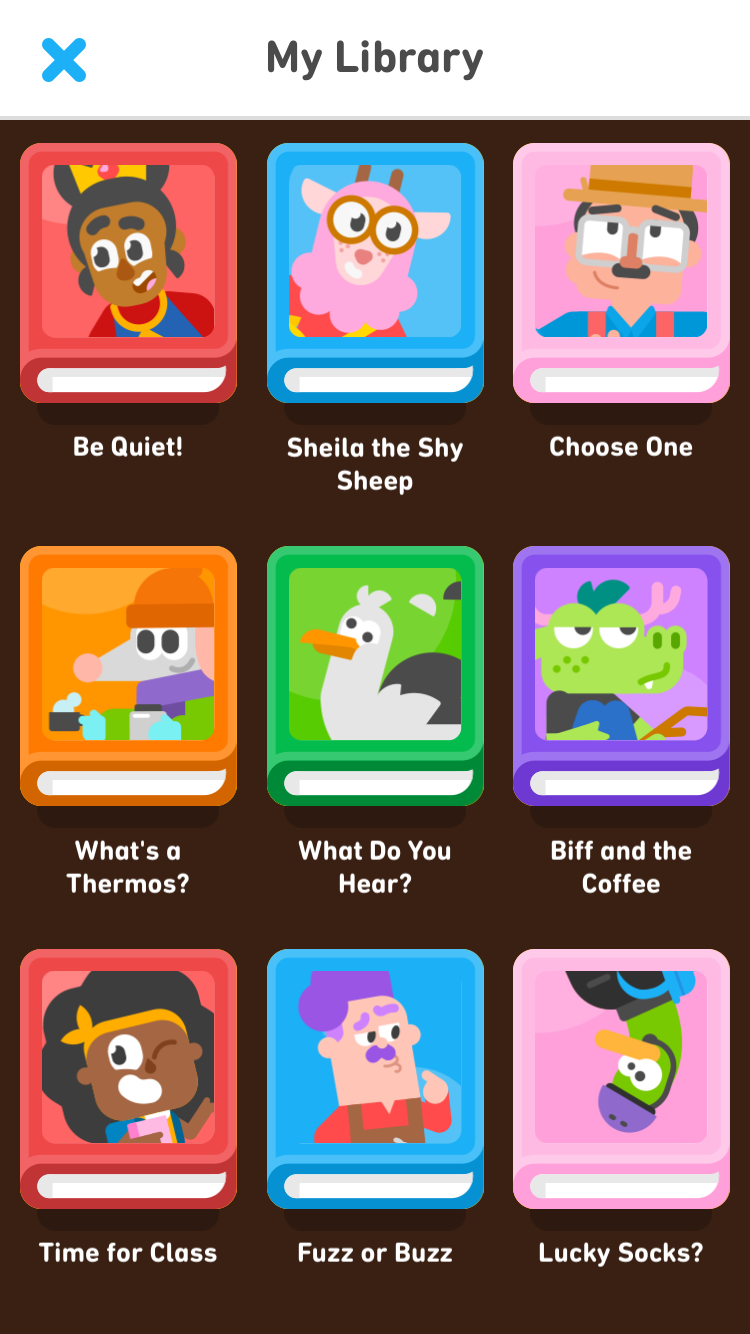 My Library
Be Quiet!
Sheila the Shy
Sheep
Choose One
What's a
Thermos?
What Do You
Hear?
Biff and the
Coffee
Time for Class
Fuzz or Buzz
Lucky Socks?